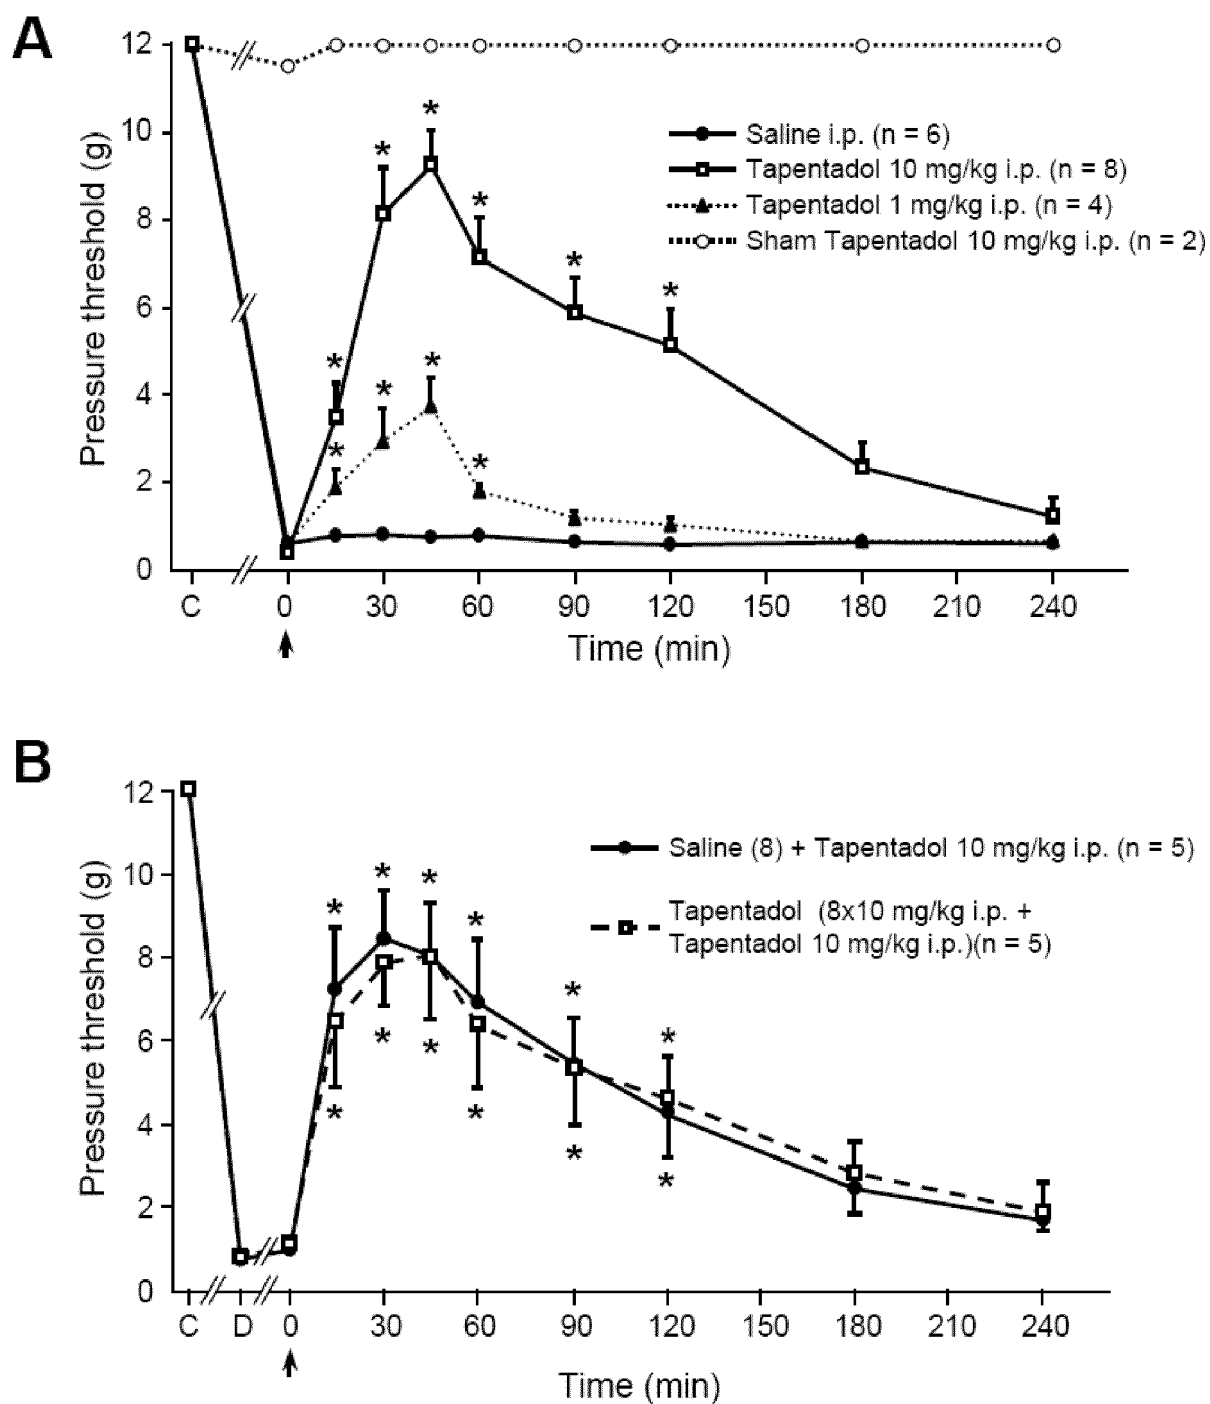 A
12
10
8
6
4
2
0
Pressure threshold (g)
* * * * * *
* * * *
Saline i.p. (n = 6)
Tapentadol 10 mg/kg i.p. (n = 8)
Tapentadol 1 mg/kg i.p. (n = 4)
Sham Tapentadol 10 mg/kg i.p. (n = 2)
C 0 30 60 90 120 150 180 210 240
Time (min)
B
12
10
8
6
4
2
0
Pressure threshold (g)
* * * * * *
* * * * * *
Saline (8) + Tapentadol 10 mg/kg i.p. (n = 5)
Tapentadol (8x10 mg/kg i.p. +
Tapentadol 10 mg/kg i.p.)(n = 5)
C D 0 30 60 90 120 150 180 210 240
Time (min)